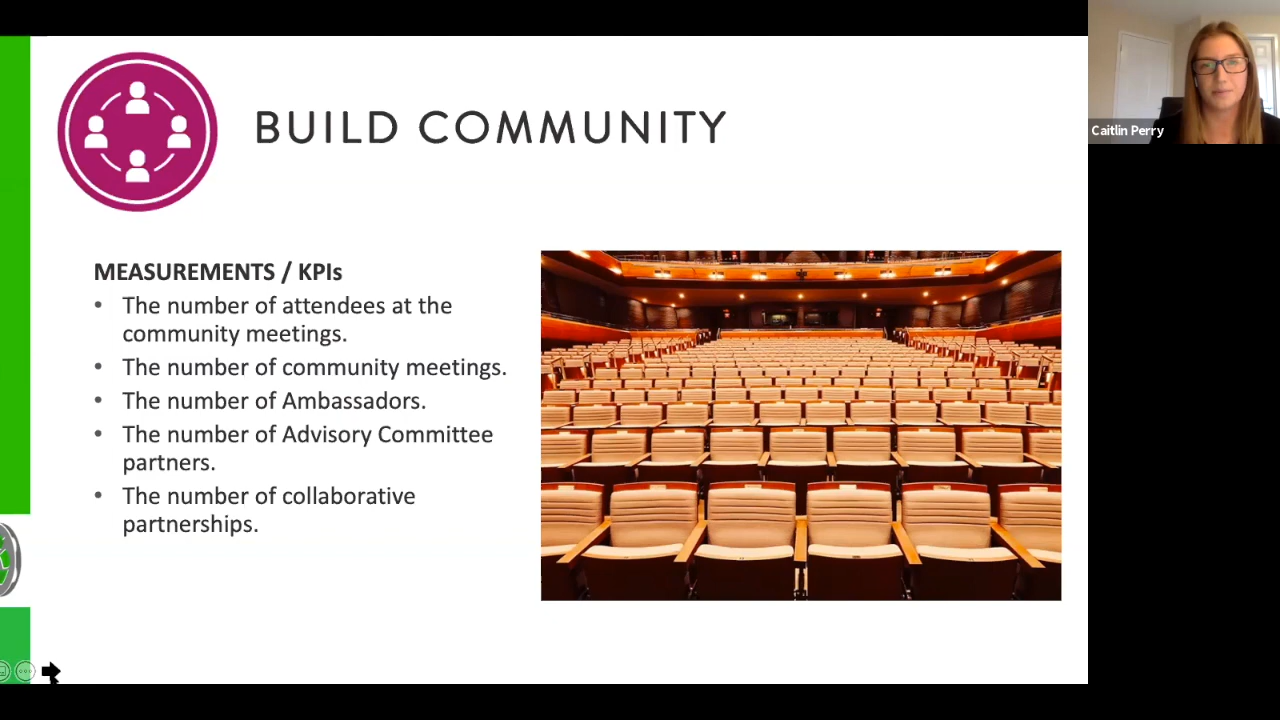 BUILD COMMUNITY
Caitlin Perry
MEASUREMENTS / KPIs
• The number of attendees at the
community meetings.
• The number of community meetings.
• The number of Ambassadors.
• The number of Advisory Committee
partners.
• The number of collaborative
partnerships.